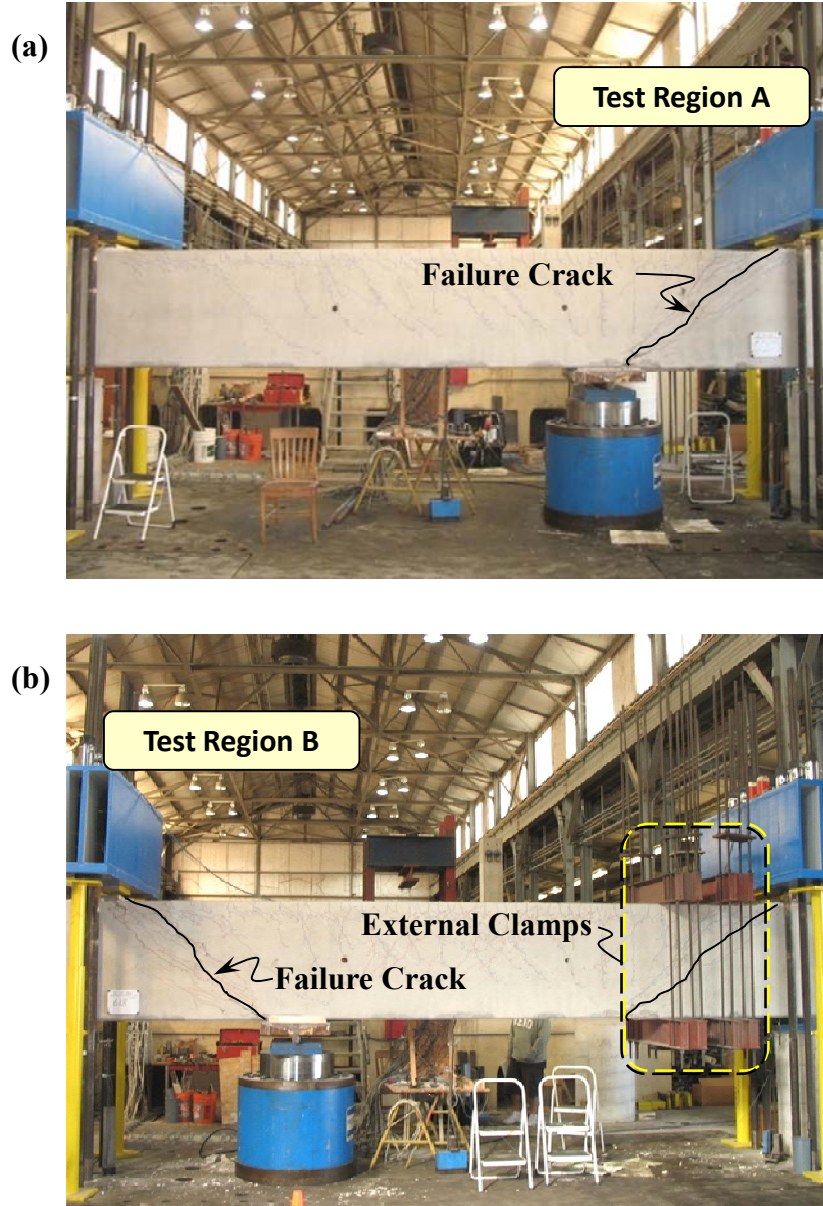 (a)
Test Region A
Failure Crack
(b)
Test Region B
External Clamps
Failure Crack